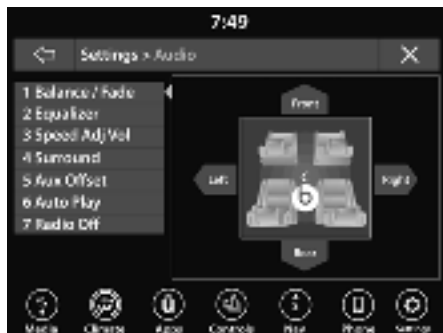 7:49
Settings > Audio
1 Balance / Fade
2 Equalizer
3 Speed Adj Vol
4 Surround
5 Aux Offset
6 Auto Play
7 Radio Off
Front
Left
Right
Rear
Media
Climate
Apps
Controls
Nav
Phone
Settings